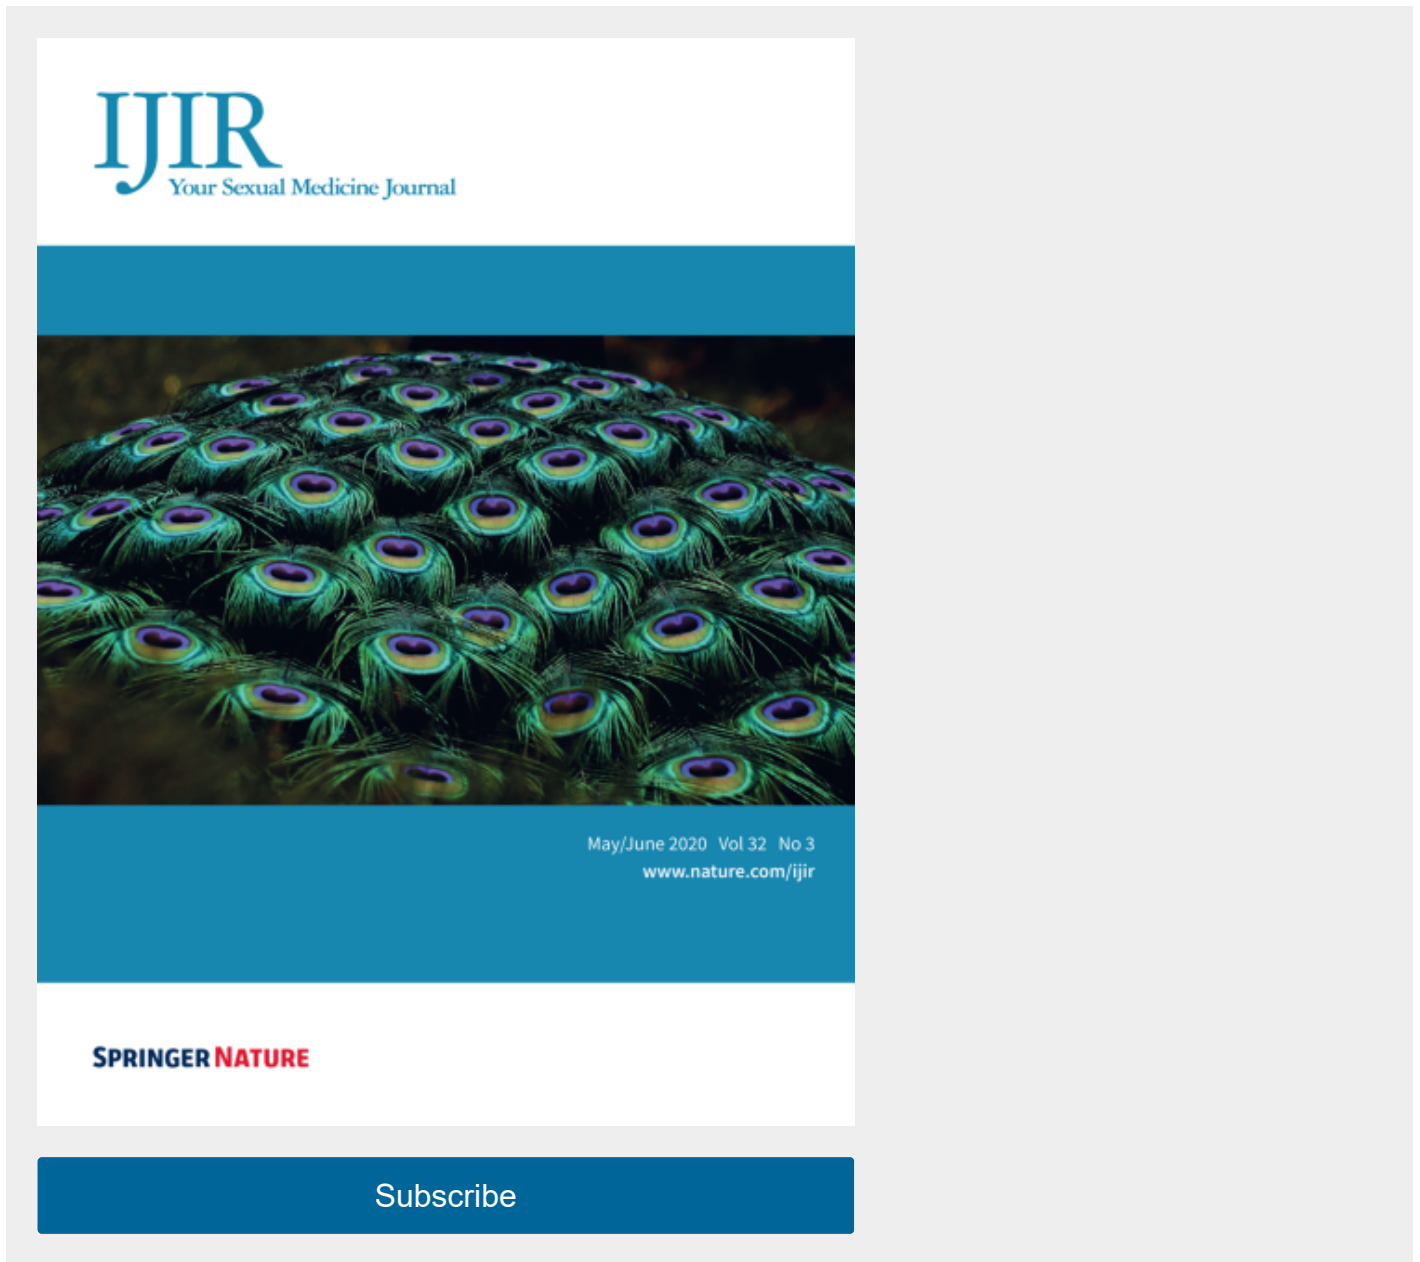 IJIR
Your Sexual Medicine Journal
May/June 2020 Vol 32 No 3
www.nature.com/ijir
SPRINGER NATURE
Subscribe